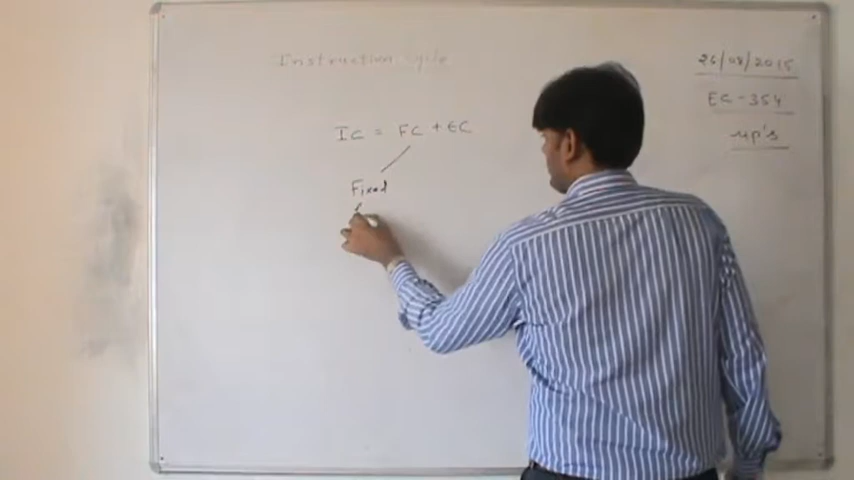 Instruction Cycle
26/08/2015
EC-354
μp's
IC = FC + EC
Fixed